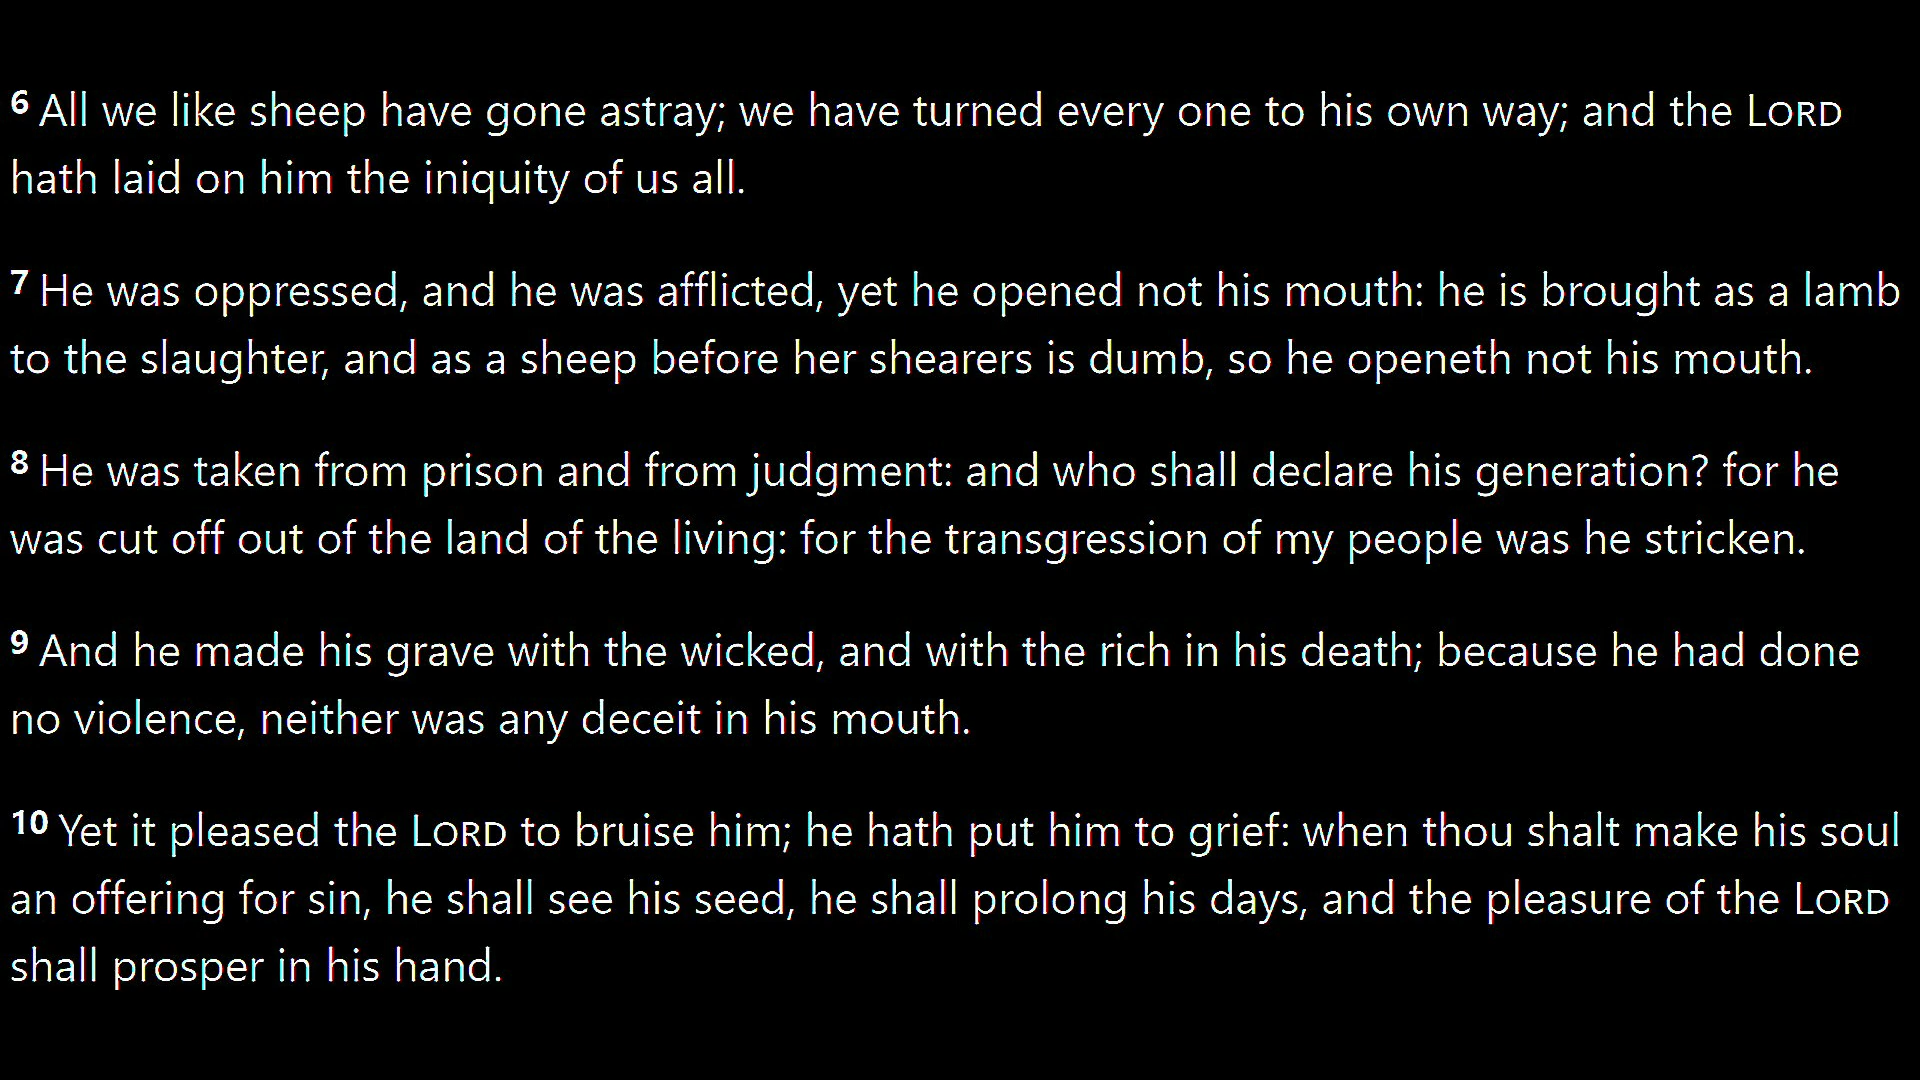 6 All we like sheep have gone astray; we have turned every one to his own way; and the LORD
hath laid on him the iniquity of us all.
7 He was oppressed, and he was afflicted, yet he opened not his mouth: he is brought as a lamb
to the slaughter, and as a sheep before her shearers is dumb, so he openeth not his mouth.
8 He was taken from prison and from judgment: and who shall declare his generation? for he
was cut off out of the land of the living: for the transgression of my people was he stricken.
9 And he made his grave with the wicked, and with the rich in his death; because he had done
no violence, neither was any deceit in his mouth.
10 Yet it pleased the LORD to bruise him; he hath put him to grief: when thou shalt make his soul
an offering for sin, he shall see his seed, he shall prolong his days, and the pleasure of the LORD
shall prosper in his hand.